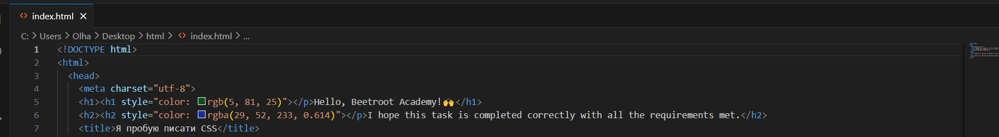 index.html
C: > Users > Olha > Desktop > html > index.html > ...
1 <!DOCTYPE html>
2 <html>
3 <head>
4 <meta charset="utf-8">
5 <h1><h1 style="color: rgb(5, 81, 25)"></p>Hello, Beetroot Academy!🙌</h1>
6 <h2><h2 style="color: rgba(29, 52, 233, 0.614)"></p>I hope this task is completed correctly with all the requirements met.</h2>
7 <title>Я пробую писати CSS</title>